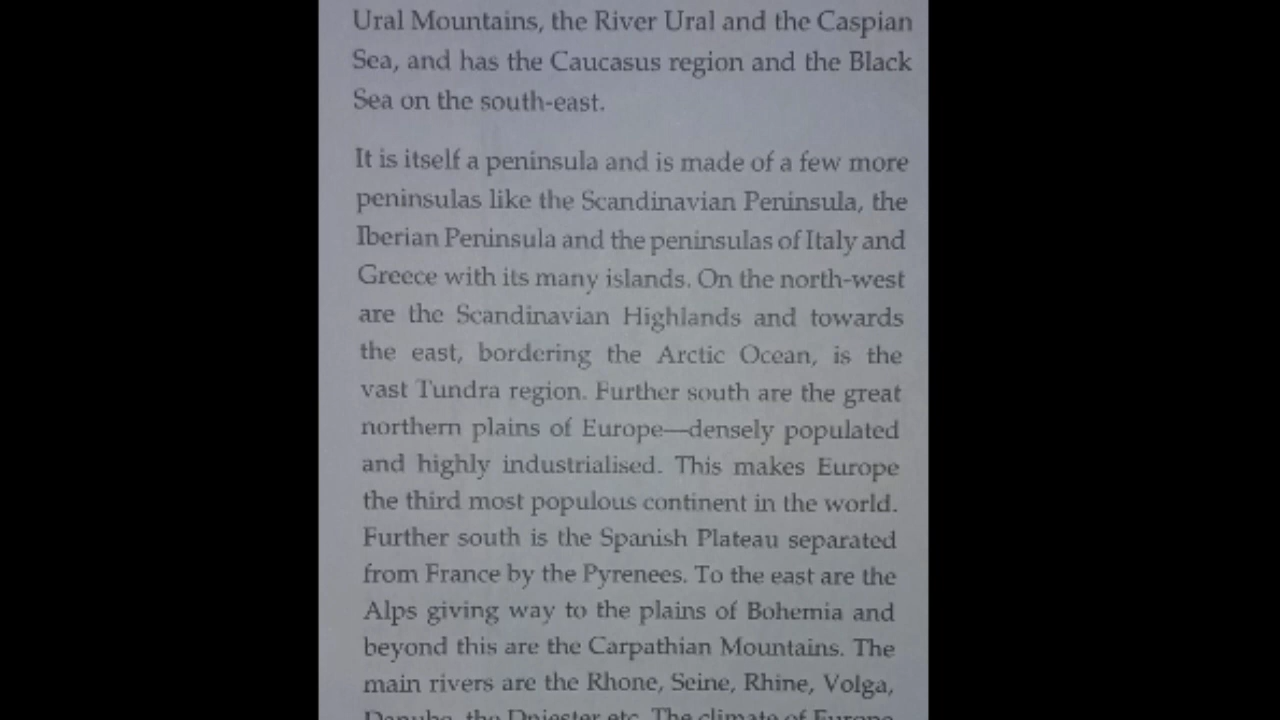 Ural Mountains, the River Ural and the Caspian
Sea, and has the Caucasus region and the Black
Sea on the south-east.
It is itself a peninsula and is made of a few more
peninsulas like the Scandinavian Peninsula, the
Iberian Peninsula and the peninsulas of Italy and
Greece with its many islands. On the north-west
are the Scandinavian Highlands and towards
the east, bordering the Arctic Ocean, is the
vast Tundra region. Further south are the great
northern plains of Europe—densely populated
and highly industrialised. This makes Europe
the third most populous continent in the world.
Further south is the Spanish Plateau separated
from France by the Pyrenees. To the east are the
Alps giving way to the plains of Bohemia and
beyond this are the Carpathian Mountains. The
main rivers are the Rhone, Seine, Rhine, Volga,
Danube, the Dniester etc. The climate of Europe